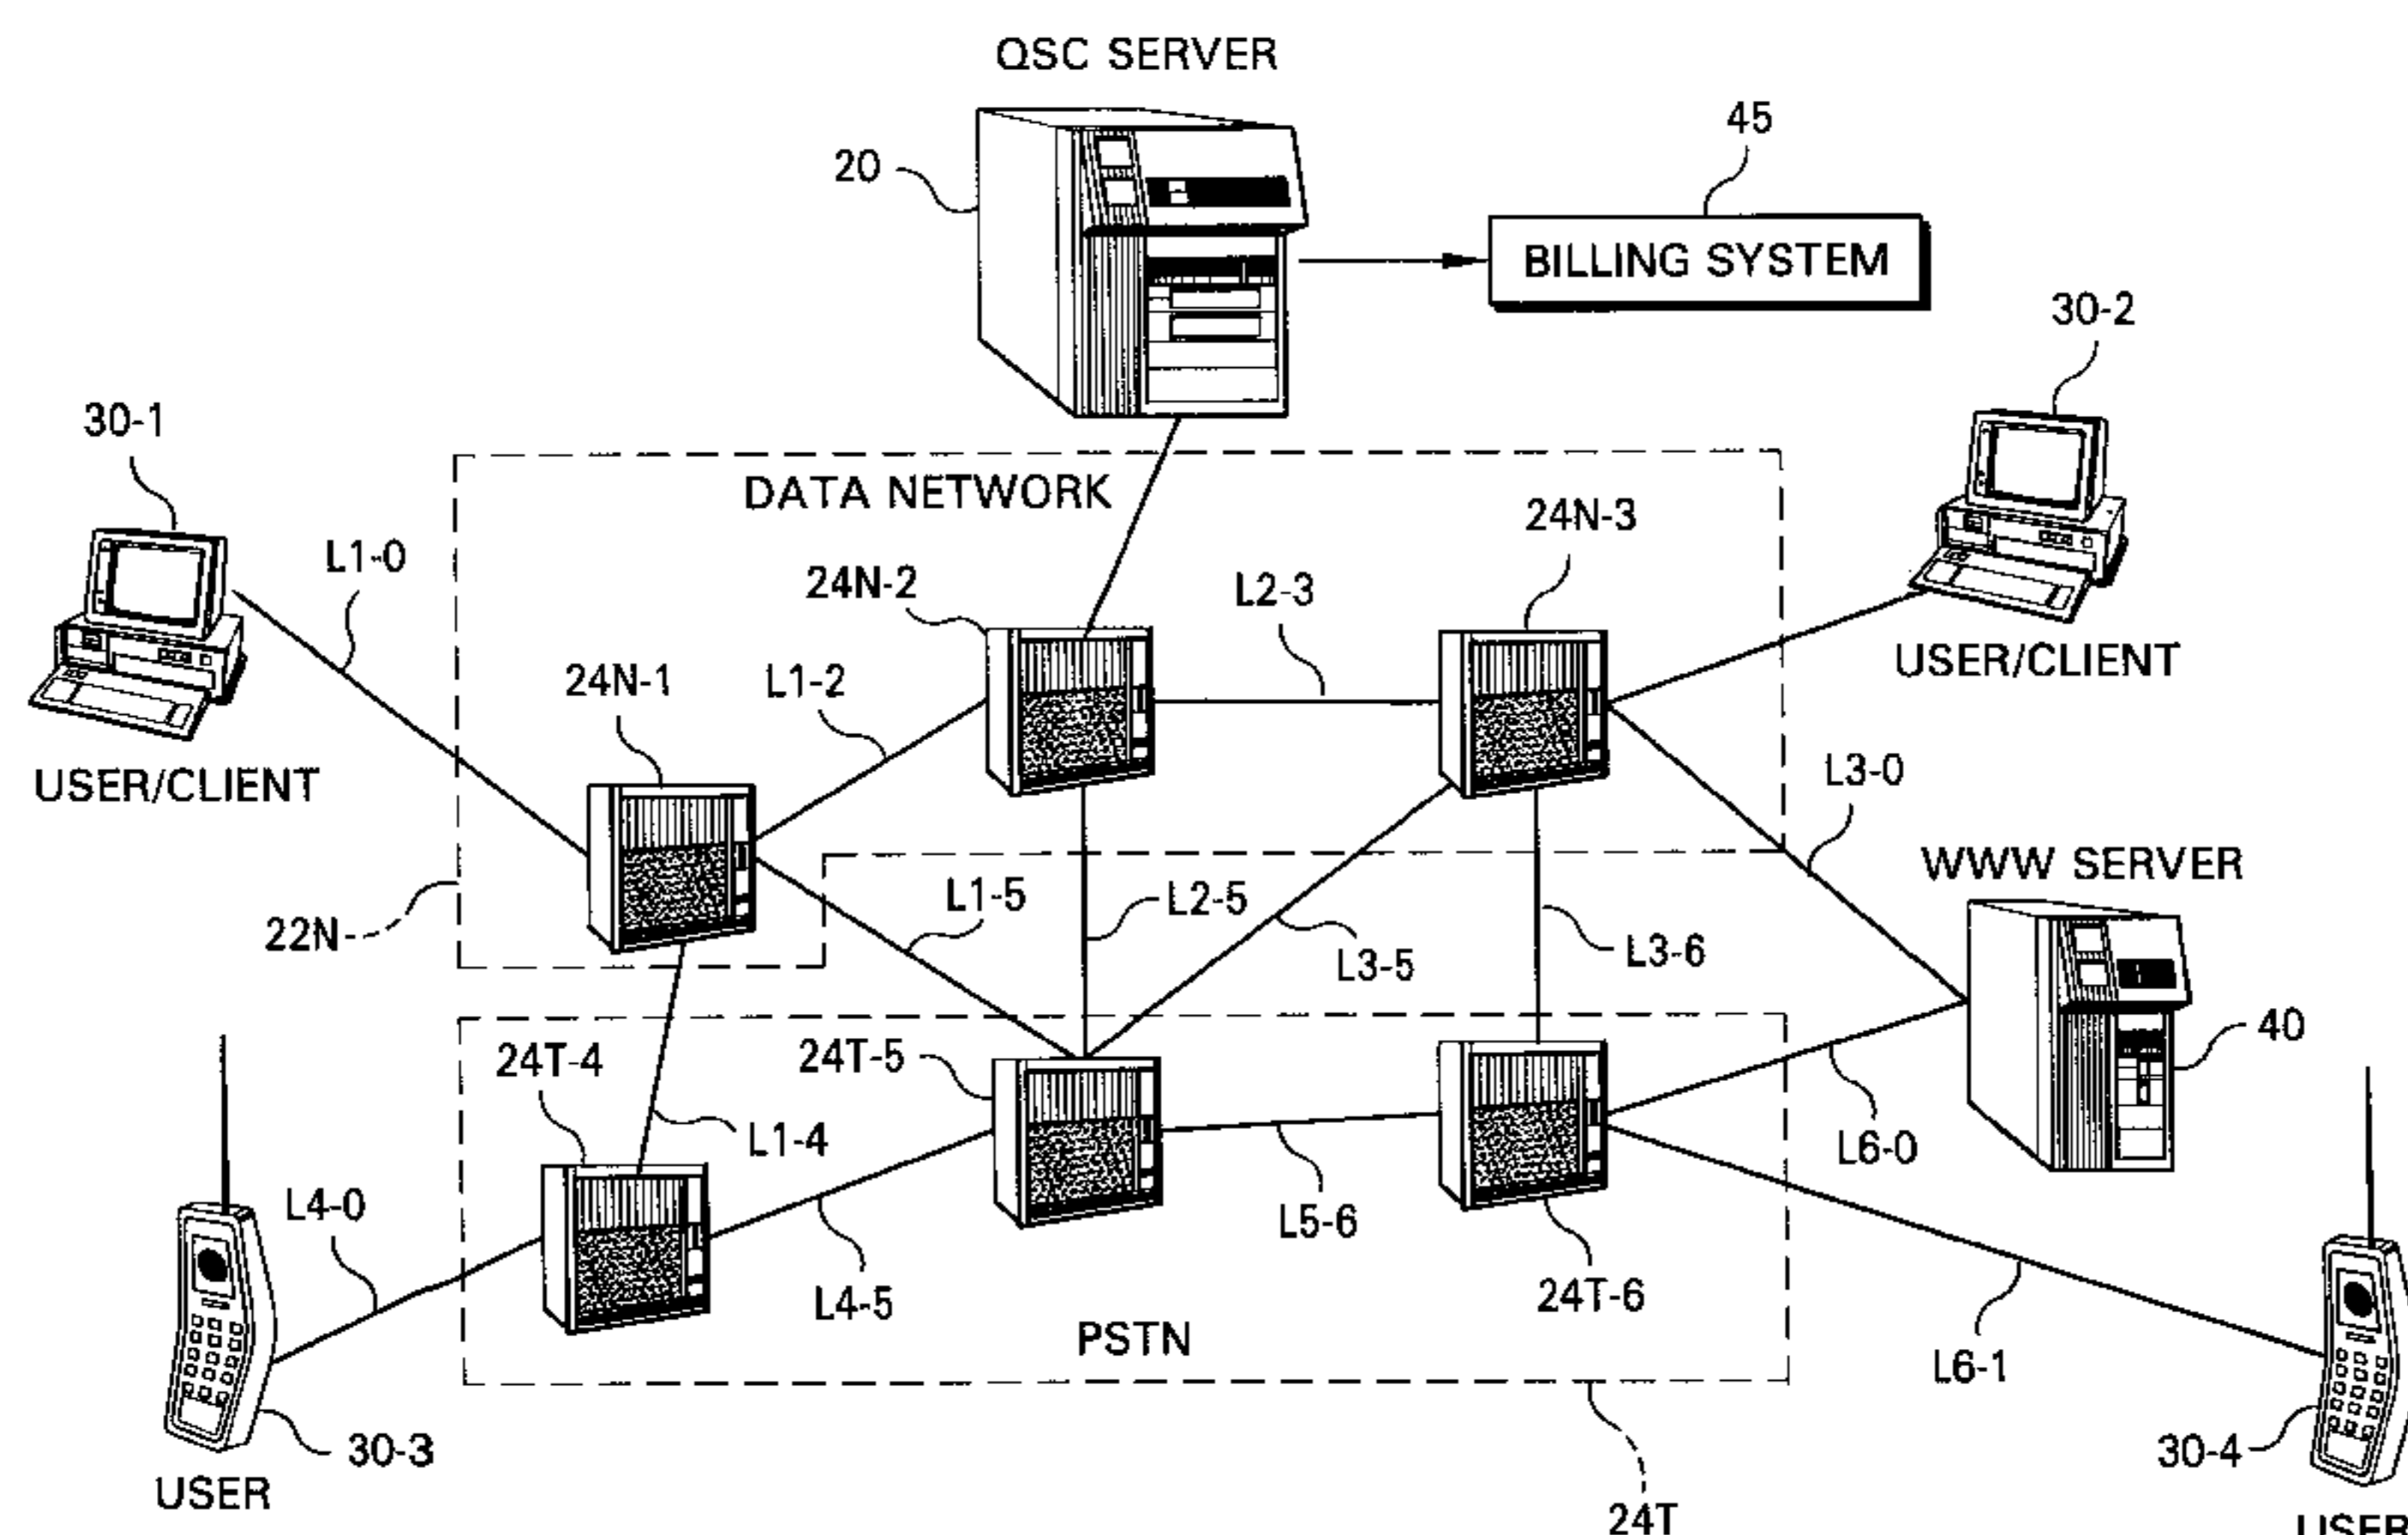 QSC SERVER
45
20
BILLING SYSTEM
30-2
30-1
DATA NETWORK
24N-3
L1-0
24N-2
L2-3
USER/CLIENT
24N-1
L1-2
L3-0
USER/CLIENT
WWW SERVER
L1-5
L2-5
22N
L3-5
L3-6
40
24T-4
24T-5
L1-4
L6-0
L4-0
L5-6
L4-5
24T-6
PSTN
L6-1
30-3
30-4
USER
24T
USER